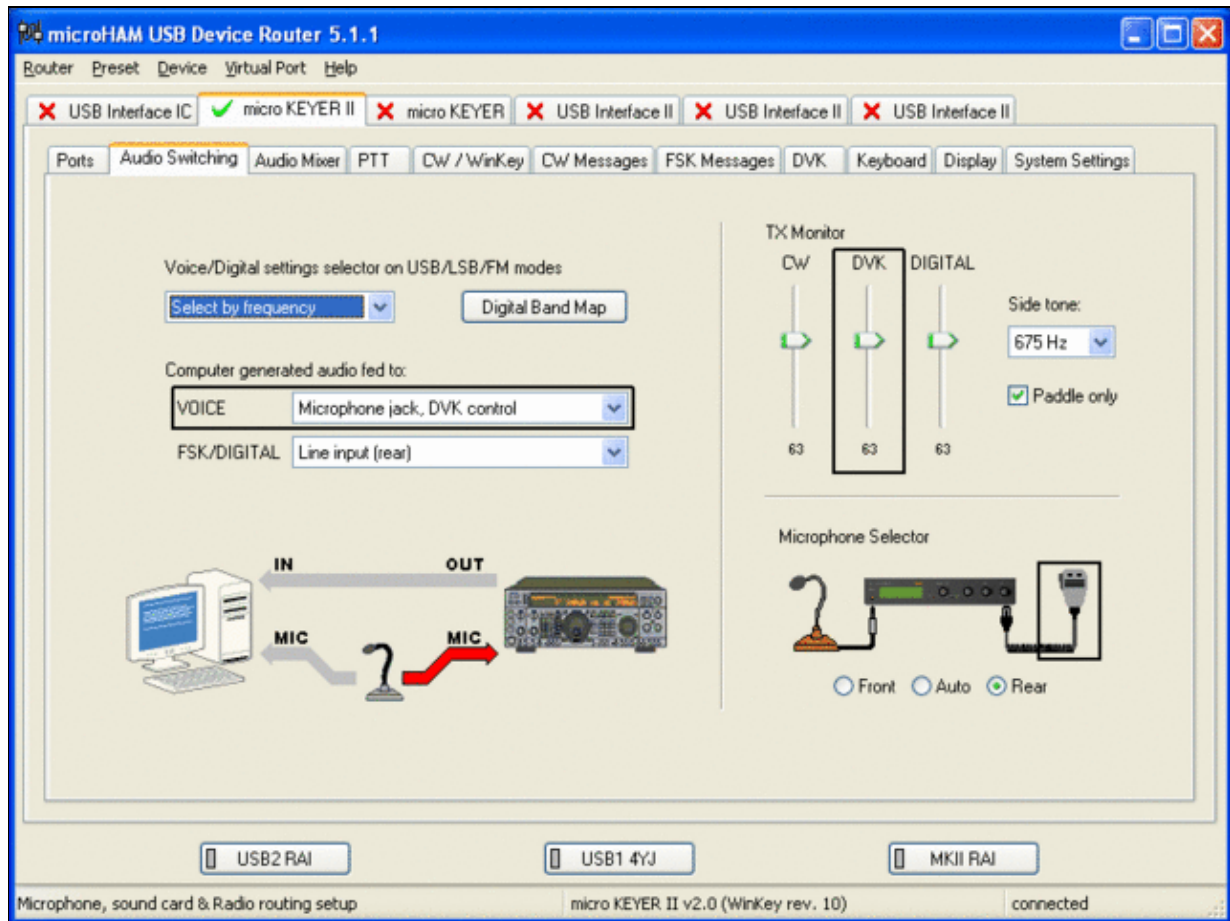 microHAM USB Device Router 5.1.1
Router Preset Device Virtual Port Help
USB Interface IC micro KEYER II micro KEYER USB Interface II USB Interface II USB Interface II
Ports Audio Switching Audio Mixer PTT CW / WinKey CW Messages FSK Messages DVK Keyboard Display System Settings
Voice/Digital settings selector on USB/LSB/FM modes
Select by frequency Digital Band Map
Computer generated audio fed to:
VOICE Microphone jack, DVK control
FSK/DIGITAL Line input (rear)
IN OUT
MIC MIC
TX Monitor
CW DVK DIGITAL
Side tone:
675 Hz
Paddle only
63 63 63
Microphone Selector
Front Auto Rear
USB2 RAI USB1 4YJ MKII RAI
Microphone, sound card & Radio routing setup micro KEYER II v2.0 (WinKey rev. 10) connected